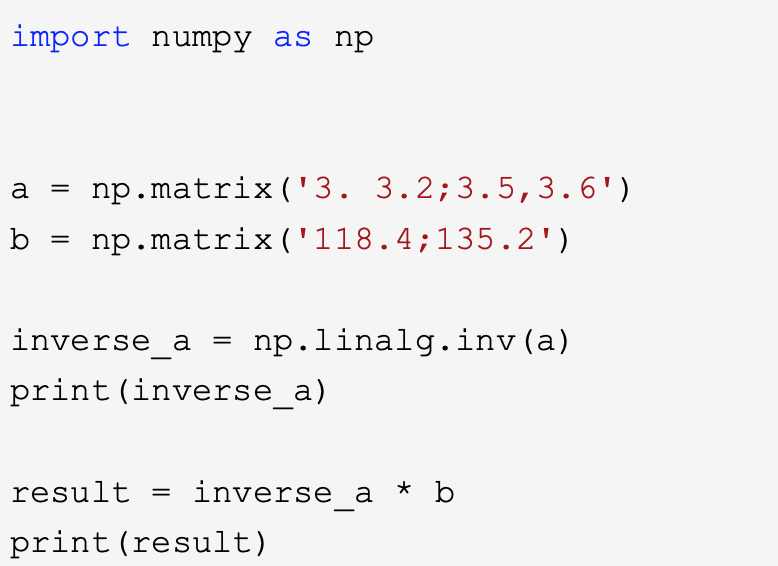 import numpy as np
a = np.matrix('3. 3.2;3.5,3.6')
b = np.matrix('118.4;135.2')
inverse_a = np.linalg.inv(a)
print(inverse_a)
result = inverse_a * b
print(result)